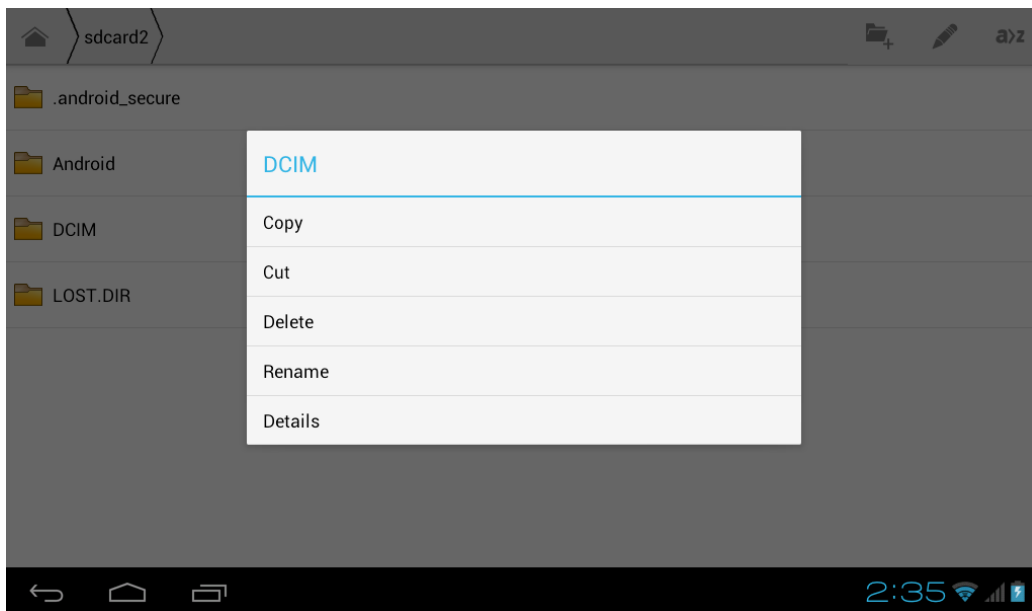 sdcard2
a>z
.android_secure
Android
DCIM
LOST.DIR
DCIM
Copy
Cut
Delete
Rename
Details
2:35